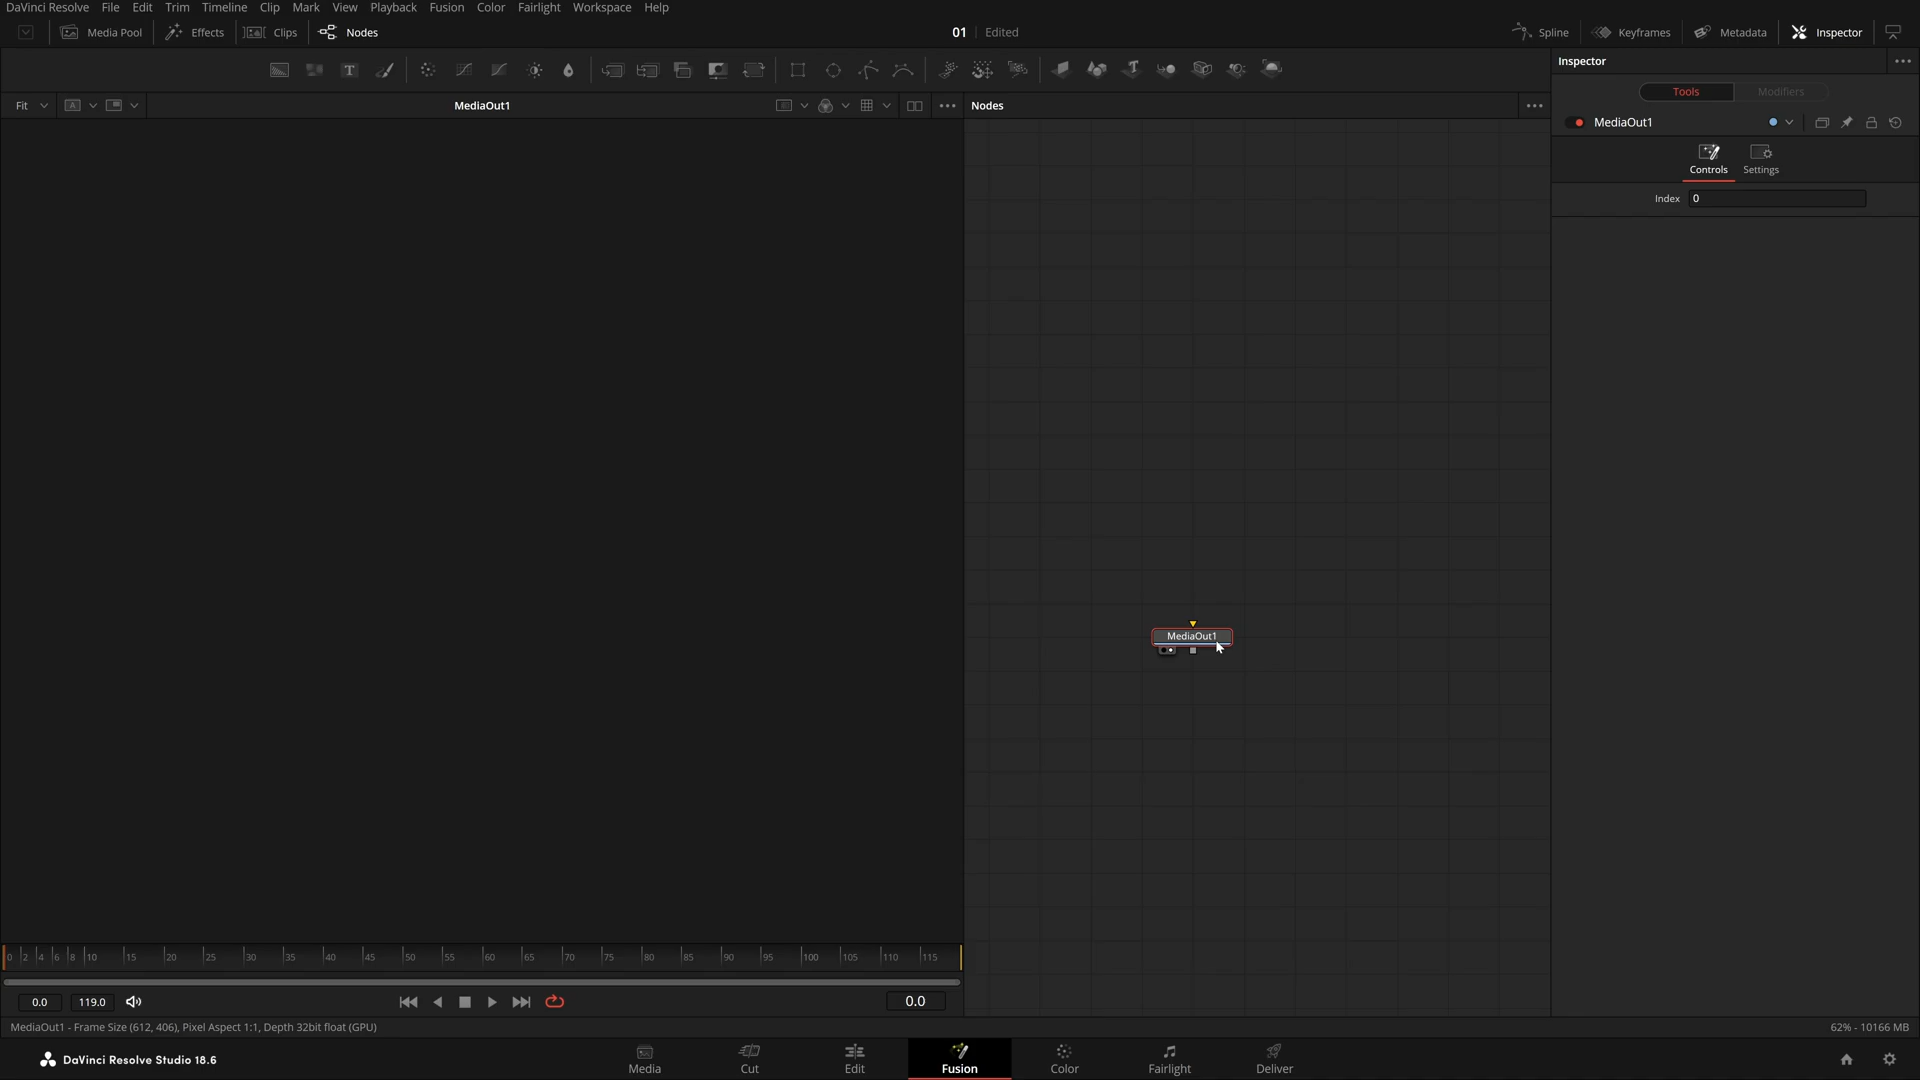 DaVinci Resolve File Edit Trim Timeline Clip Mark View Playback Fusion Color Fairlight Workspace Help
Media Pool Effects Clips Nodes 01 Edited Spline Keyframes Metadata Inspector
T T Inspector
Fit A MediaOut1 Nodes
Tools Modifiers
MediaOut1
Controls Settings
Index 0
MediaOut1
0 2 4 6 8 10 15 20 25 30 35 40 45 50 55 60 65 70 75 80 85 90 95 100 105 110 115
0.0 119.0 0.0
MediaOut1 - Frame Size (612, 406), Pixel Aspect 1:1, Depth 32bit float (GPU) 62% - 10166 MB
DaVinci Resolve Studio 18.6 Media Cut Edit Fusion Color Fairlight Deliver